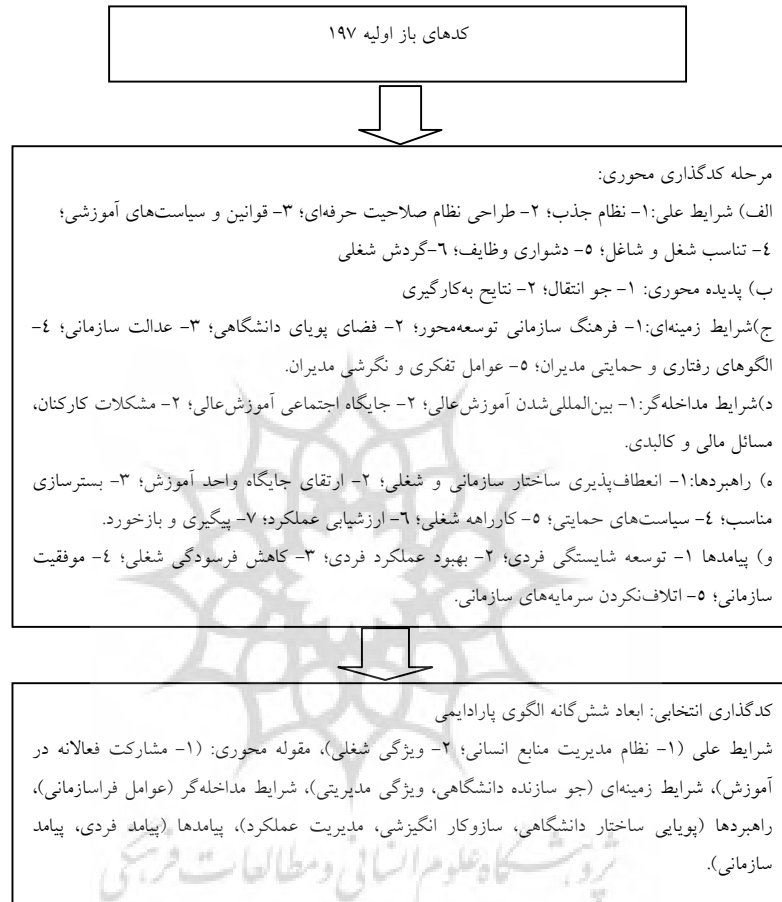 کدهای باز اولیه ۱۹۷
مرحله کدگذاری محوری:
الف) شرایط علی:۱- نظام جذب؛ ۲- طراحی نظام صلاحیت حرفه‌ای؛ ۳- قوانین و سیاست‌های آموزشی؛
٤- تناسب شغل و شاغل؛ ٥- دشواری وظایف؛ ٦-گردش شغلی
ب) پدیده محوری: ۱- جو انتقال؛ ۲- نتایج به‌کارگیری
ج)شرایط زمینه‌ای:۱- فرهنگ سازمانی توسعه‌محور؛ ۲- فضای پویای دانشگاهی؛ ۳- عدالت سازمانی؛ ٤-
الگوهای رفتاری و حمایتی مدیران؛ ٥- عوامل تفکری و نگرشی مدیران.
د)شرایط مداخله‌گر:۱- بین‌المللی‌شدن آموزش‌عالی؛ ۲- جایگاه اجتماعی آموزش‌عالی؛ ۲- مشکلات کارکنان،
مسائل مالی و کالبدی.
ه) راهبردها:۱- انعطاف‌پذیری ساختار سازمانی و شغلی؛ ۲- ارتقای جایگاه واحد آموزش؛ ۳- بسترسازی
مناسب؛ ٤- سیاست‌های حمایتی؛ ٥- کارراهه شغلی؛ ٦- ارزشیابی عملکرد؛ ۷- پیگیری و بازخورد.
و) پیامدها ۱- توسعه شایستگی فردی؛ ۲- بهبود عملکرد فردی؛ ۳- کاهش فرسودگی شغلی؛ ٤- موفقیت
سازمانی؛ ٥- اتلاف‌نکردن سرمایه‌های سازمانی.
کدگذاری انتخابی: ابعاد شش‌گانه الگوی پارادایمی
شرایط علی (۱- نظام مدیریت منابع انسانی؛ ۲- ویژگی شغلی)، مقوله محوری: (۱- مشارکت فعالانه در
آموزش)، شرایط زمینه‌ای (جو سازنده دانشگاهی، ویژگی مدیریتی)، شرایط مداخله‌گر (عوامل فراسازمانی)،
راهبردها (پویایی ساختار دانشگاهی، سازوکار انگیزشی، مدیریت عملکرد)، پیامدها (پیامد فردی، پیامد
سازمانی).
پژوهشگاه علوم انسانی و مطالعات فرهنگی